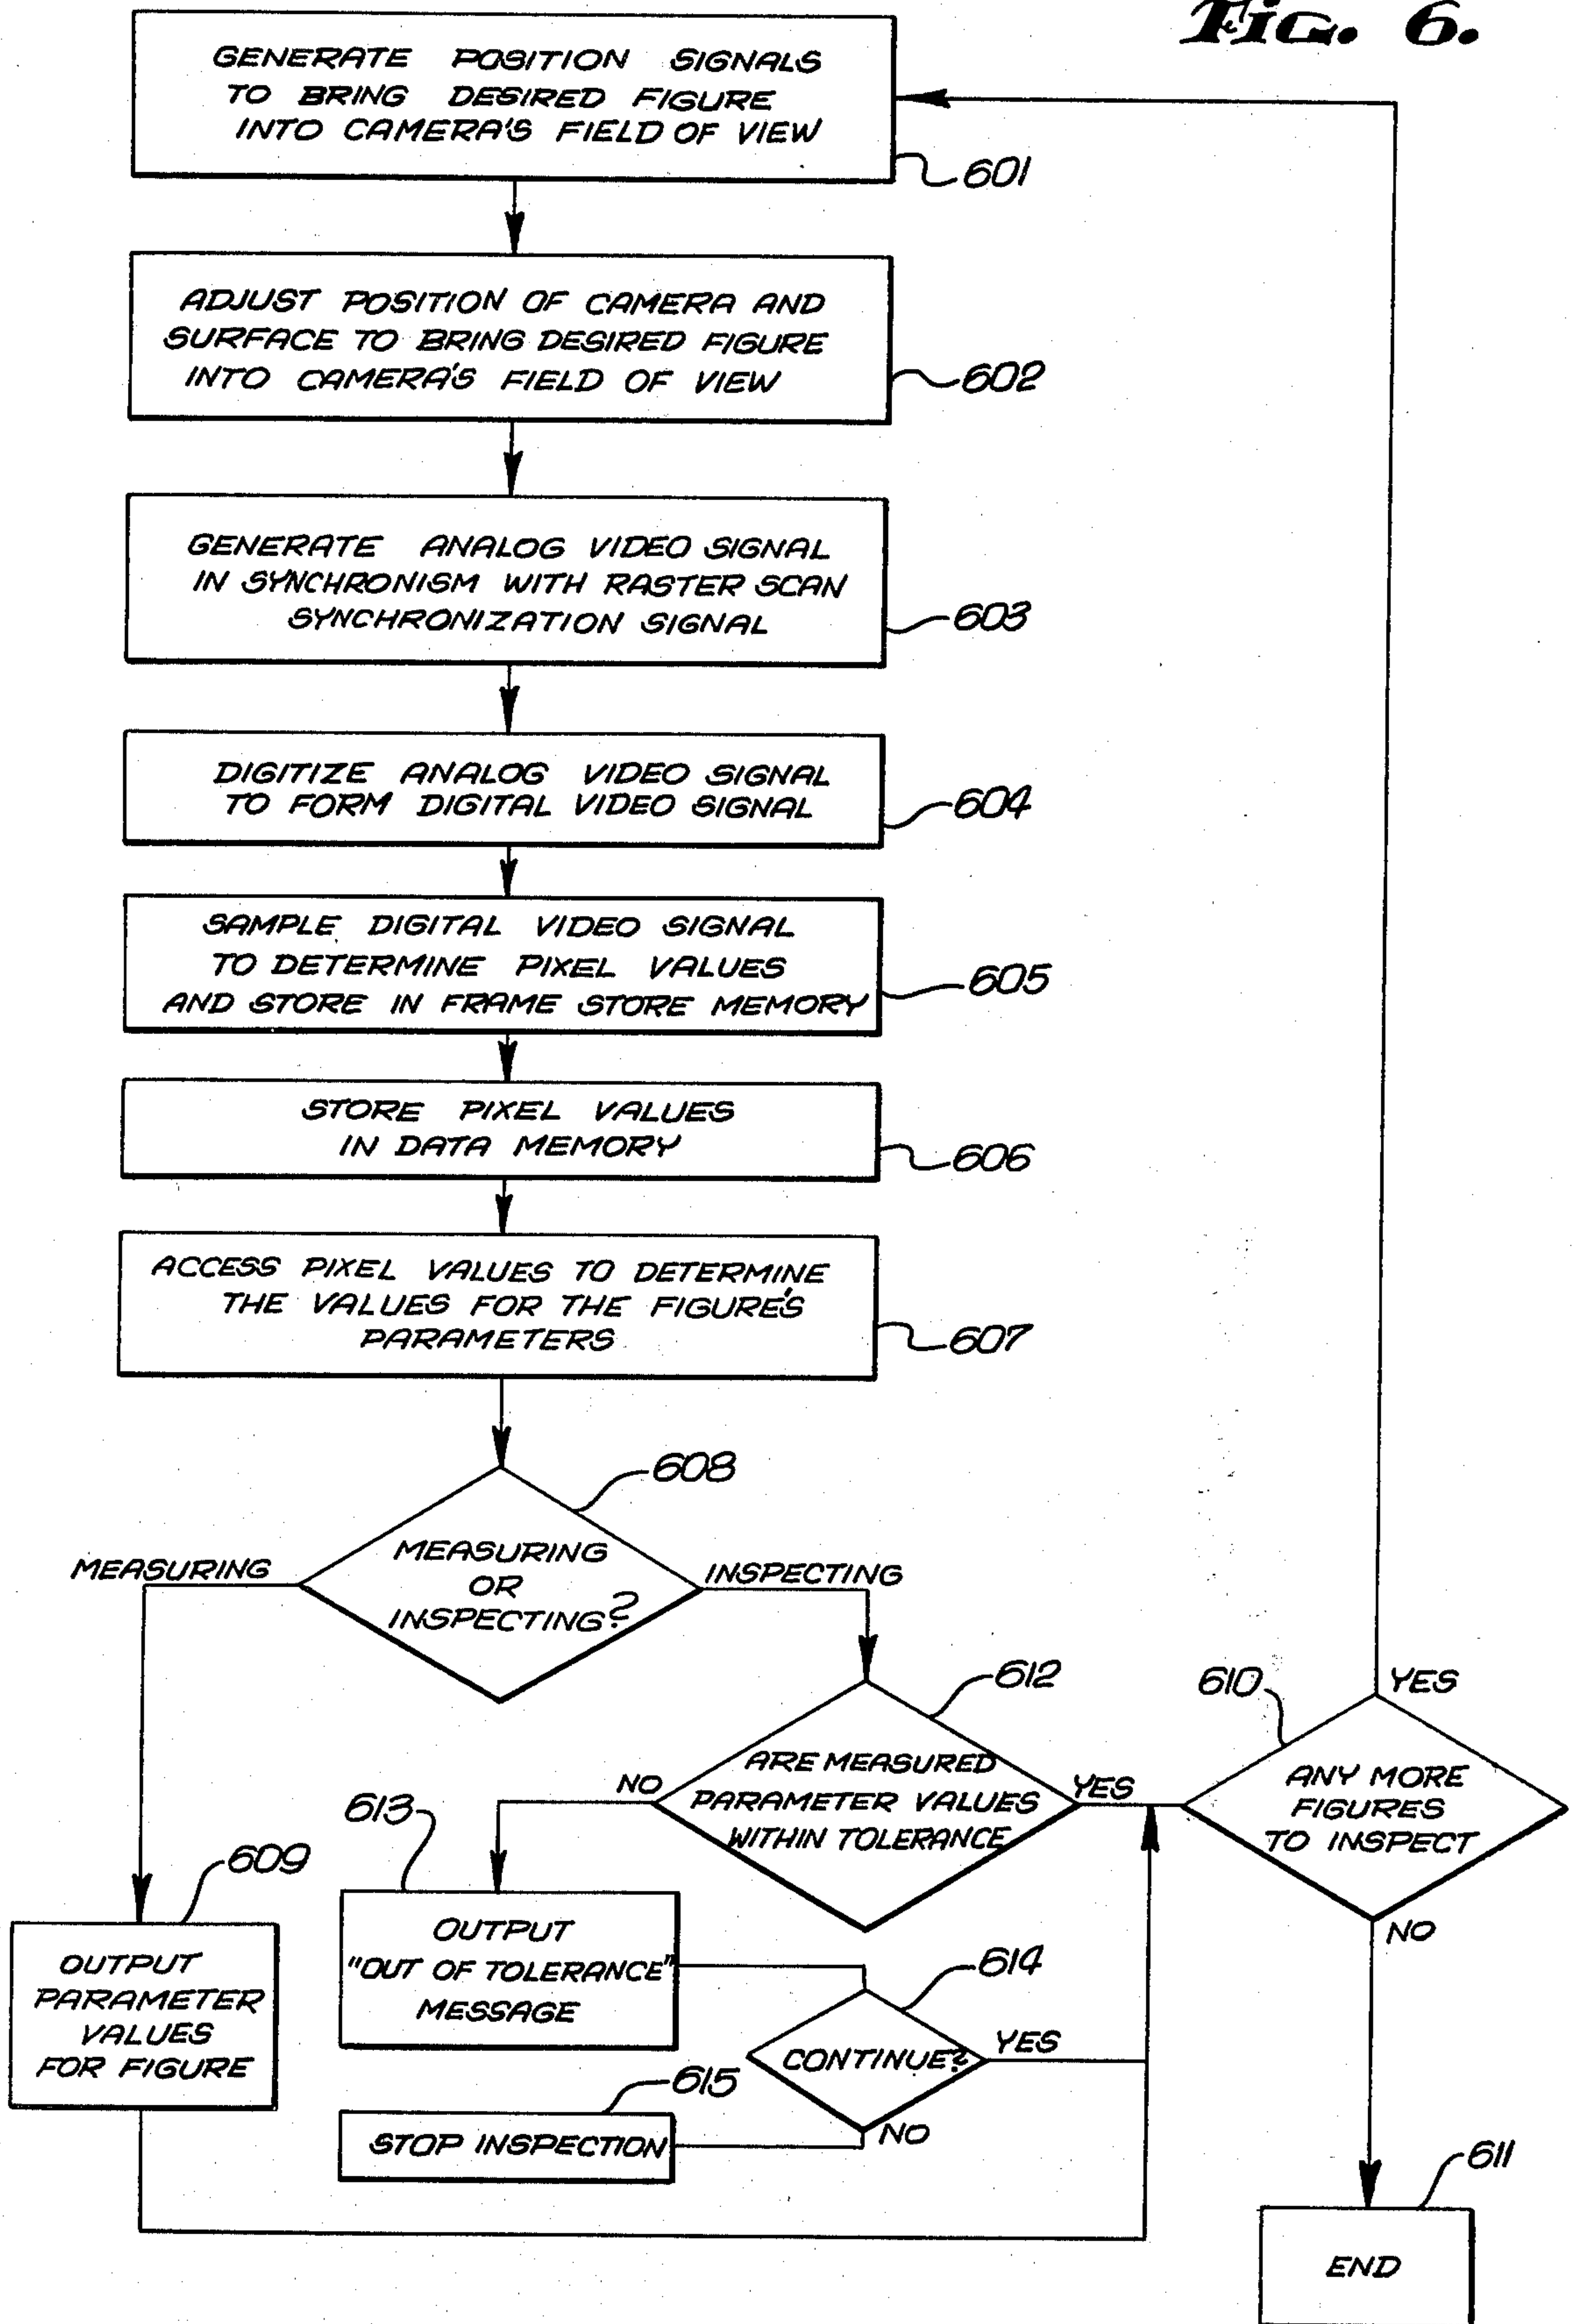 FIG. 6.
GENERATE POSITION SIGNALS
TO BRING DESIRED FIGURE
INTO CAMERA'S FIELD OF VIEW
601
ADJUST POSITION OF CAMERA AND
SURFACE TO BRING DESIRED FIGURE
INTO CAMERA'S FIELD OF VIEW
602
GENERATE ANALOG VIDEO SIGNAL
IN SYNCHRONISM WITH RASTER SCAN
SYNCHRONIZATION SIGNAL
603
DIGITIZE ANALOG VIDEO SIGNAL
TO FORM DIGITAL VIDEO SIGNAL
604
SAMPLE DIGITAL VIDEO SIGNAL
TO DETERMINE PIXEL VALUES
AND STORE IN FRAME STORE MEMORY
605
STORE PIXEL VALUES
IN DATA MEMORY
606
ACCESS PIXEL VALUES TO DETERMINE
THE VALUES FOR THE FIGURE'S
PARAMETERS
607
608
MEASURING
OR
INSPECTING?
MEASURING
INSPECTING
612
ARE MEASURED
PARAMETER VALUES
WITHIN TOLERANCE
NO
YES
610
ANY MORE
FIGURES
TO INSPECT
YES
NO
613
OUTPUT
"OUT OF TOLERANCE"
MESSAGE
609
OUTPUT
PARAMETER
VALUES
FOR FIGURE
614
CONTINUE?
YES
NO
615
STOP INSPECTION
611
END